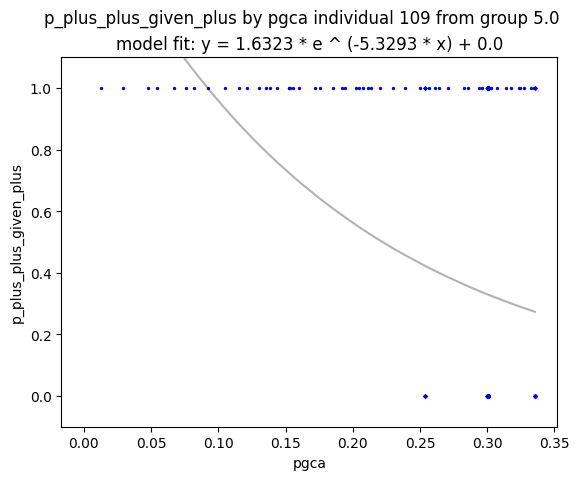 p_plus_plus_given_plus by pgca individual 109 from group 5.0
model fit: y = 1.6323 * e ^ (-5.3293 * x) + 0.0
1.0
0.8
0.6
0.4
0.2
0.0
p_plus_plus_given_plus
0.00 0.05 0.10 0.15 0.20 0.25 0.30 0.35
pgca